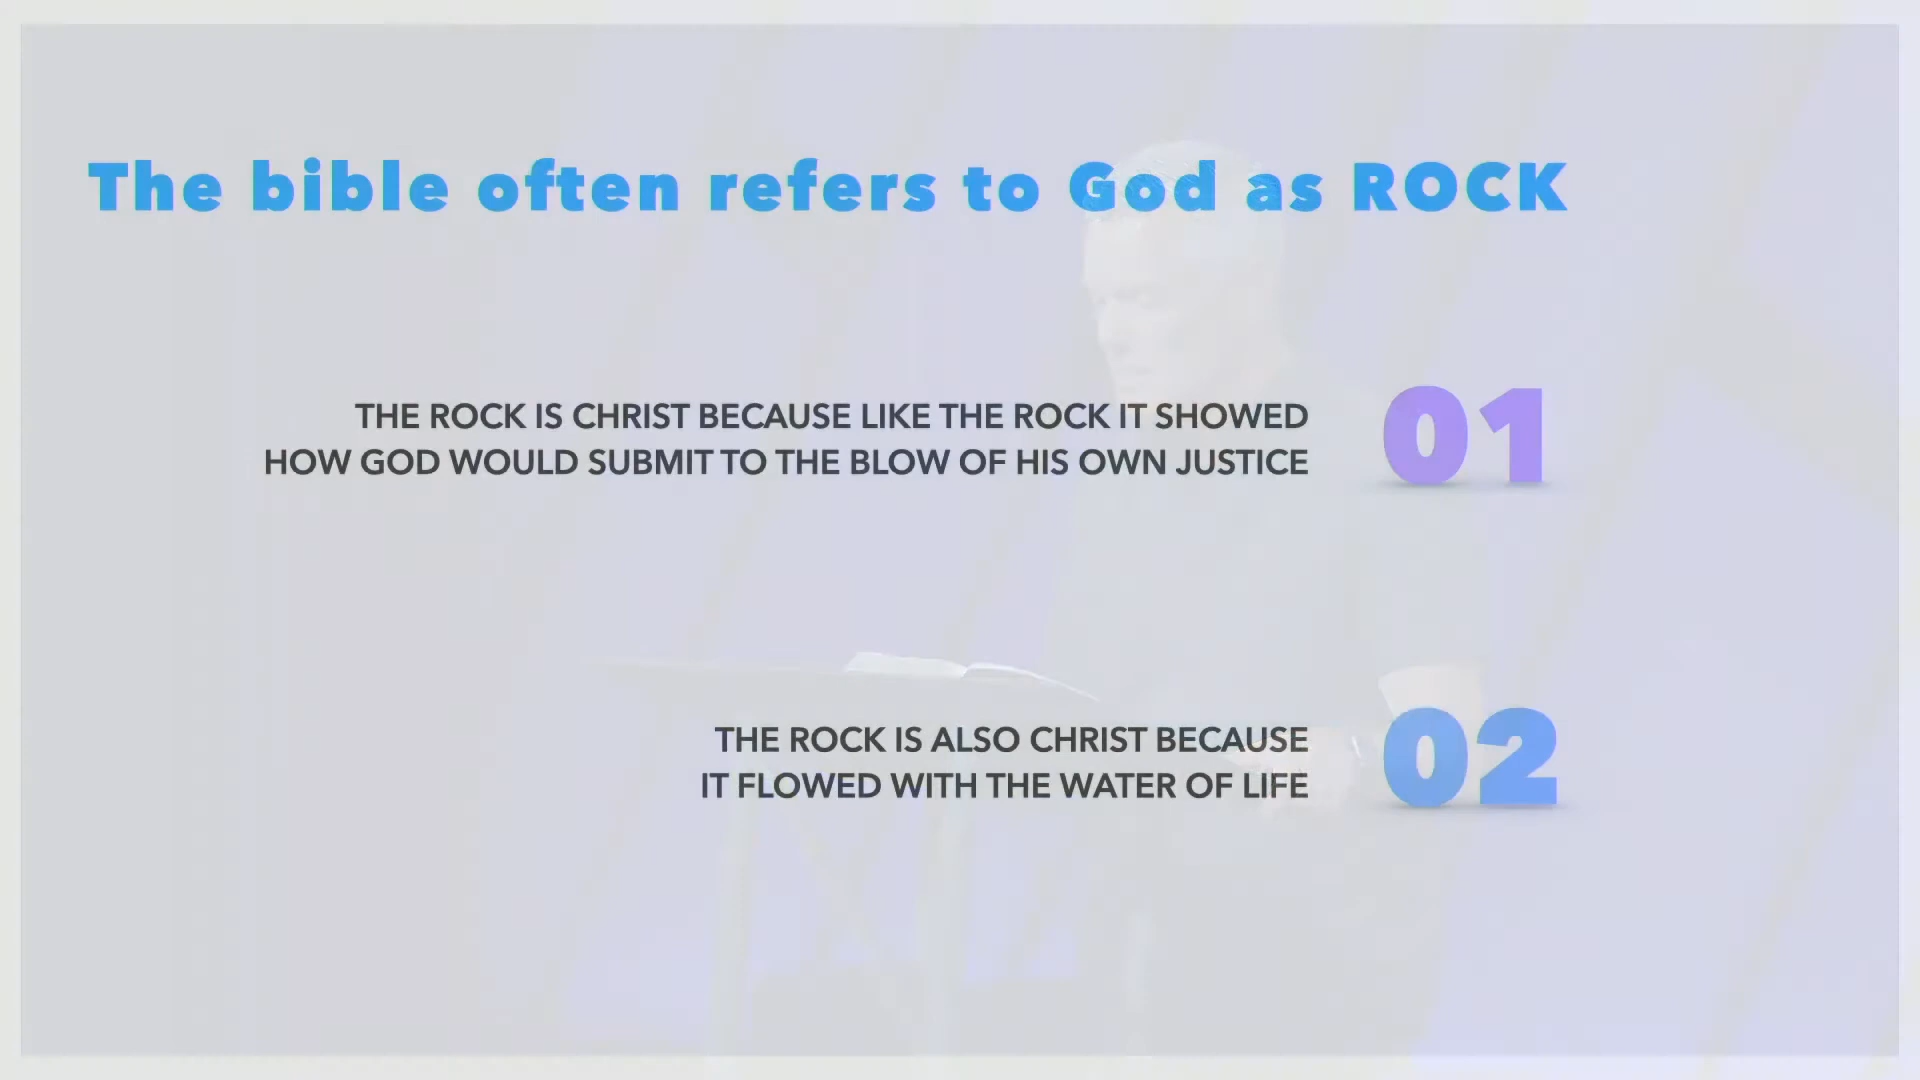 The bible often refers to God as ROCK
THE ROCK IS CHRIST BECAUSE LIKE THE ROCK IT SHOWED
HOW GOD WOULD SUBMIT TO THE BLOW OF HIS OWN JUSTICE
01
THE ROCK IS ALSO CHRIST BECAUSE
IT FLOWED WITH THE WATER OF LIFE
02